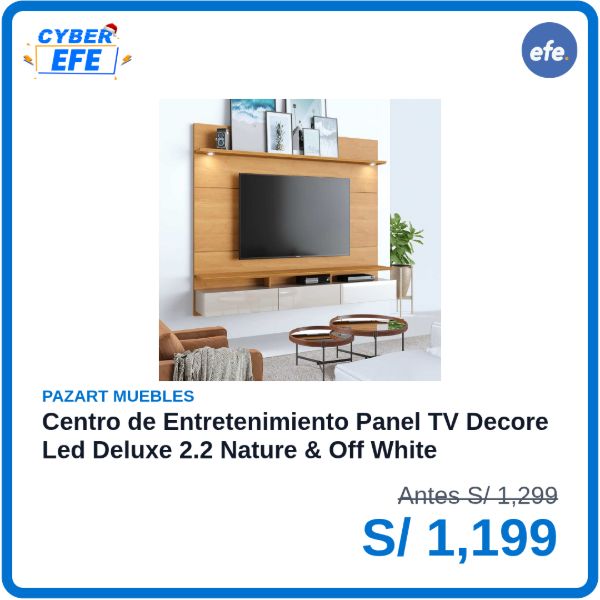 CYBER
EFE
efe.
PAZART MUEBLES
Centro de Entretenimiento Panel TV Decore
Led Deluxe 2.2 Nature & Off White
Antes S/ 1,299
S/ 1,199